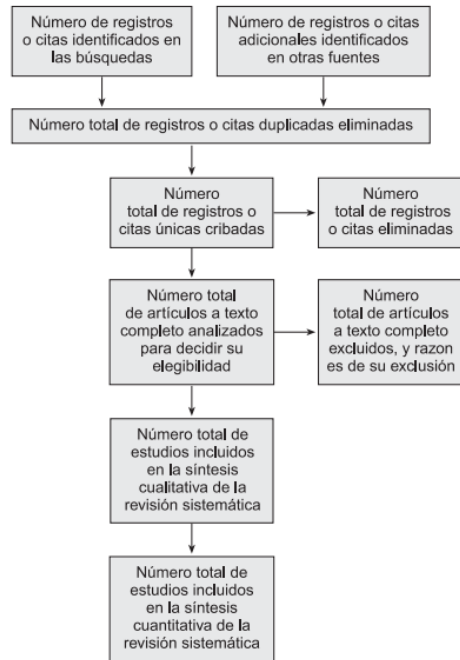 Número de registros
o citas identificados en
las búsquedas
Número de registros o citas
adicionales identificados
en otras fuentes
Número total de registros o citas duplicadas eliminadas
Número
total de registros o
citas únicas cribadas
Número
total de registros
o citas eliminadas
Número total
de artículos a texto
completo analizados
para decidir su
elegibilidad
Número
total de artículos
a texto completo
excluidos, y razon
es de su exclusión
Número total de
estudios incluidos
en la síntesis
cualitativa de la
revisión sistemática
Número total de
estudios incluidos
en la síntesis
cuantitativa de la
revisión sistemática